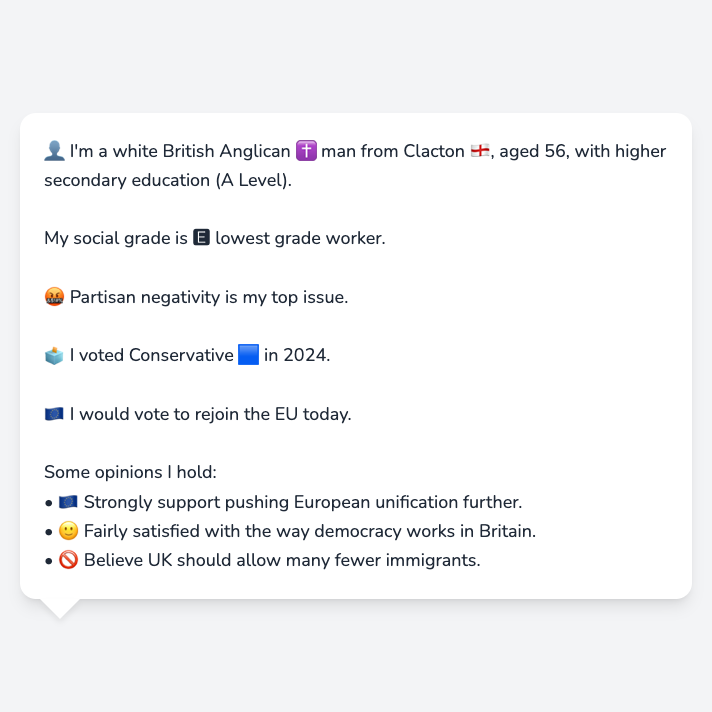 👤 I'm a white British Anglican ✝️ man from Clacton 🏴󠁧󠁢󠁥󠁮󠁧󠁿, aged 56, with higher
secondary education (A Level).
My social grade is 🅴 lowest grade worker.
🤬 Partisan negativity is my top issue.
🗳️ I voted Conservative 🟦 in 2024.
🇪🇺 I would vote to rejoin the EU today.
Some opinions I hold:
• 🇪🇺 Strongly support pushing European unification further.
• 🙂 Fairly satisfied with the way democracy works in Britain.
• 🚫 Believe UK should allow many fewer immigrants.